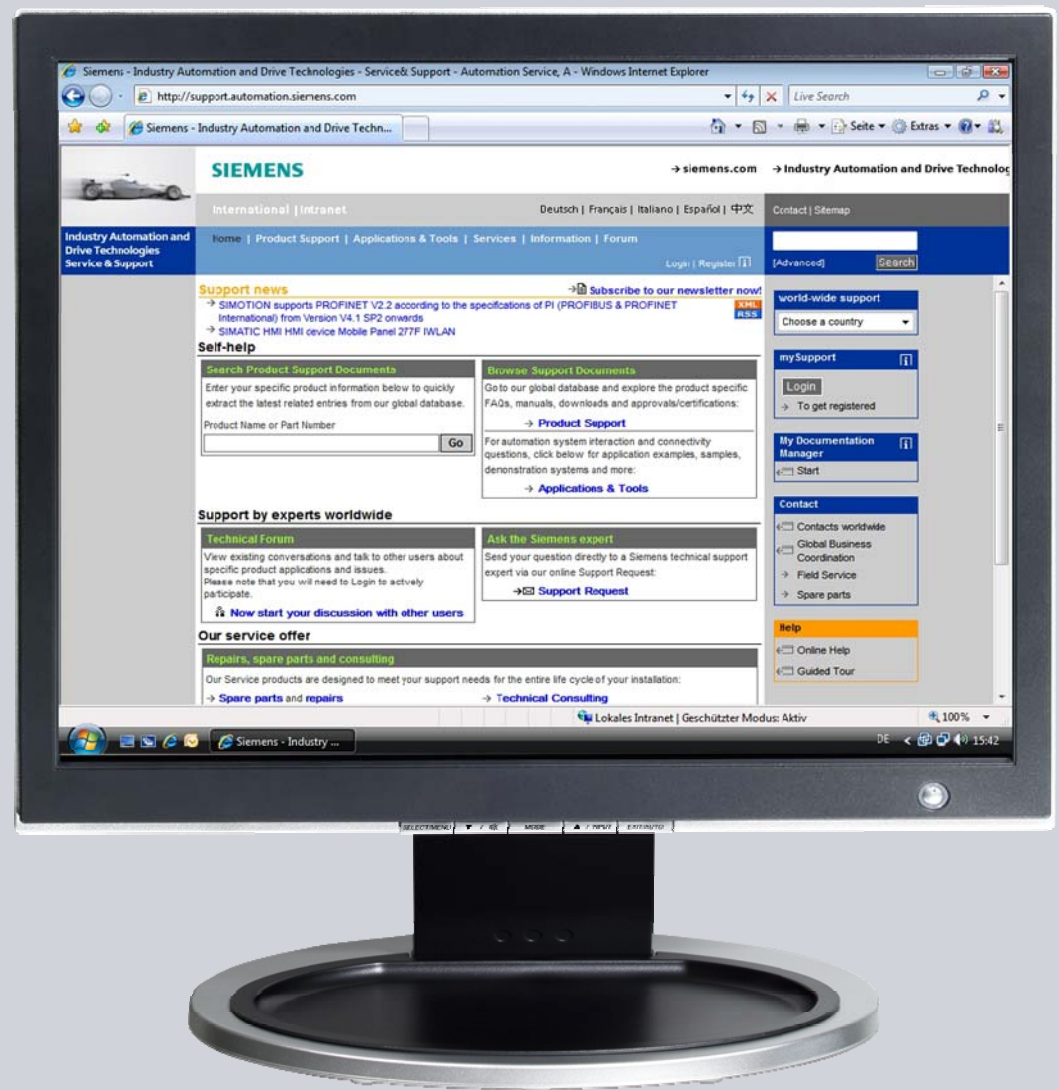 Siemens - Industry Automation and Drive Technologies - Service& Support - Automation Service, A - Windows Internet Explorer
http://support.automation.siemens.com
Live Search
Siemens - Industry Automation and Drive Techn...
Seite
Extras
SIEMENS
→ siemens.com
→ Industry Automation and Drive Technolog
International | Intranet
Deutsch | Français | Italiano | Español | 中文
Contact | Sitemap
Industry Automation and
Drive Technologies
Service & Support
Home | Product Support | Applications & Tools | Services | Information | Forum
Login | Register
[Advanced]
Search
Support news
→ Subscribe to our newsletter now!
→ SIMOTION supports PROFINET V2.2 according to the specifications of PI (PROFIBUS & PROFINET
International) from Version V4.1 SP2 onwards
XML
RSS
→ SIMATIC HMI HMI device Mobile Panel 277F IWLAN
Self-help
Search Product Support Documents
Enter your specific product information below to quickly
extract the latest related entries from our global database.
Product Name or Part Number
Go
Browse Support Documents
Go to our global database and explore the product specific
FAQs, manuals, downloads and approvals/certifications:
→ Product Support
For automation system interaction and connectivity
questions, click below for application examples, samples,
demonstration systems and more:
→ Applications & Tools
Support by experts worldwide
Technical Forum
View existing conversations and talk to other users about
specific product applications and issues.
Please note that you will need to Login to actively
participate.
Now start your discussion with other users
Ask the Siemens expert
Send your question directly to a Siemens technical support
expert via our online Support Request:
→ Support Request
Our service offer
Repairs, spare parts and consulting
Our Service products are designed to meet your support needs for the entire life cycle of your installation:
→ Spare parts and repairs
→ Technical Consulting
world-wide support
Choose a country
mySupport
Login
→ To get registered
My Documentation
Manager
Start
Contact
Contacts worldwide
Global Business
Coordination
→ Field Service
→ Spare parts
Help
Online Help
Guided Tour
Lokales Intranet | Geschützter Modus: Aktiv
100%
Siemens - Industry ...
DE
15:42
SELECT/MENU
MODE
▲ / INPUT
EXIT/AUTO